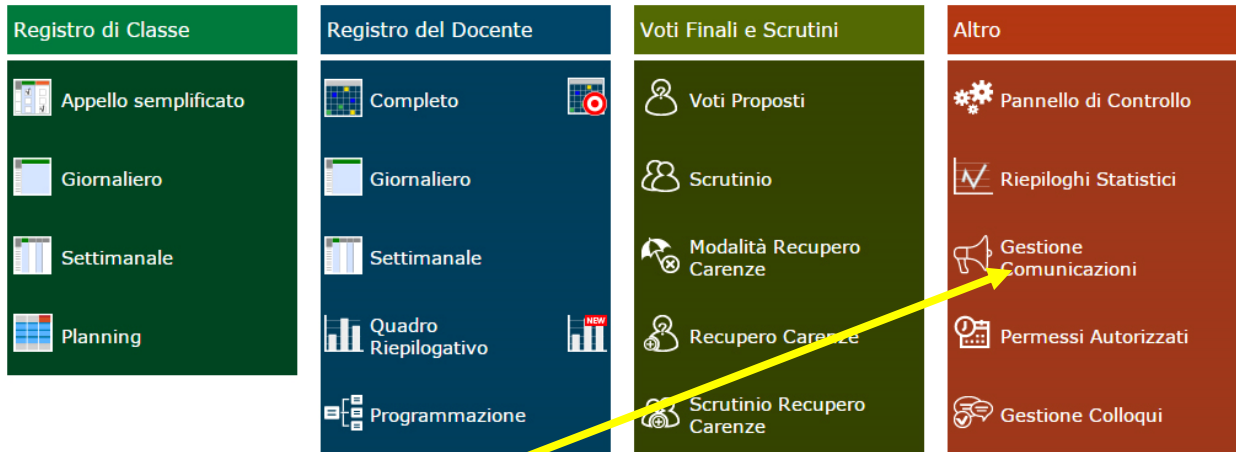 Registro di Classe
Appello semplificato
Giornaliero
Settimanale
Planning
Registro del Docente
Completo
Giornaliero
Settimanale
Quadro
Riepilogativo
NEW
Programmazione
Voti Finali e Scrutini
Voti Proposti
Scrutinio
Modalità Recupero
Carenze
Recupero Carenze
Scrutinio Recupero
Carenze
Altro
Pannello di Controllo
Riepiloghi Statistici
Gestione
Comunicazioni
Permessi Autorizzati
Gestione Colloqui